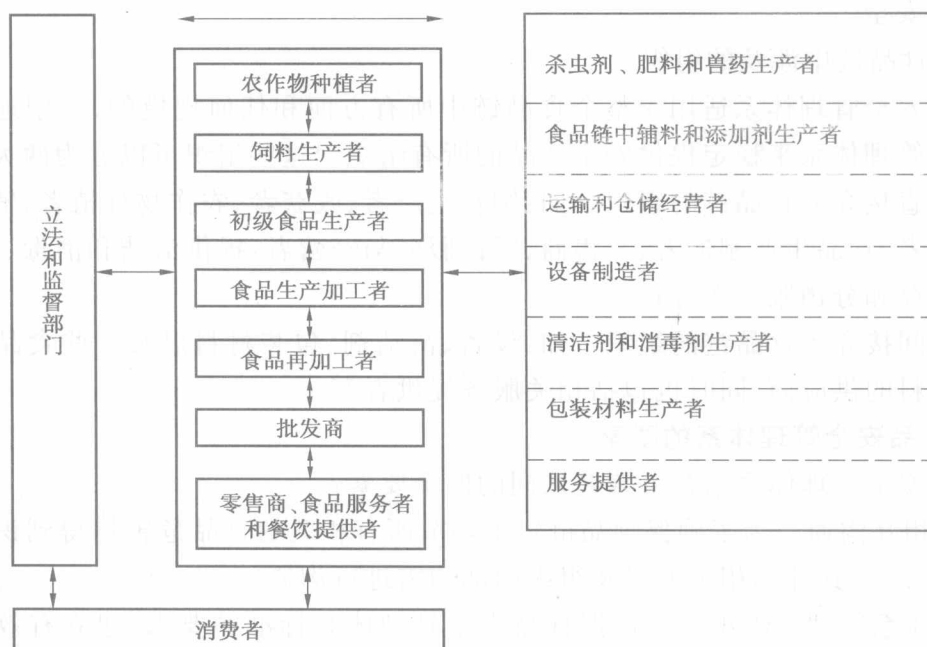 立法和监督部门
农作物种植者
饲料生产者
初级食品生产者
食品生产加工者
食品再加工者
批发商
零售商、食品服务者
和餐饮提供者
杀虫剂、肥料和兽药生产者
食品链中辅料和添加剂生产者
运输和仓储经营者
设备制造者
清洁剂和消毒剂生产者
包装材料生产者
服务提供者
消费者